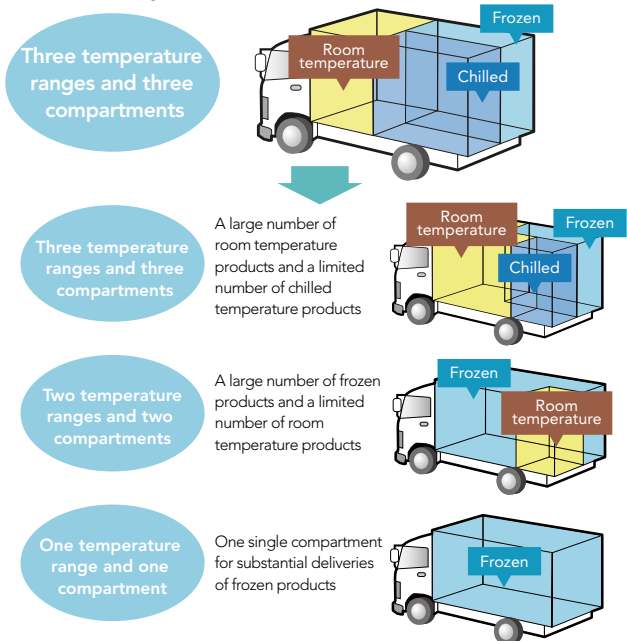 Three temperature
ranges and three
compartments
Room
temperature
Chilled
Frozen
Three temperature
ranges and three
compartments
A large number of
room temperature
products and a limited
number of chilled
temperature products
Room
temperature
Chilled
Frozen
Two temperature
ranges and two
compartments
A large number of frozen
products and a limited
number of room
temperature products
Frozen
Room
temperature
One temperature
range and one
compartment
One single compartment
for substantial deliveries
of frozen products
Frozen